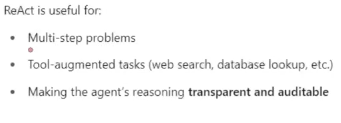 ReAct is useful for:
• Multi-step problems
• Tool-augmented tasks (web search, database lookup, etc.)
• Making the agent's reasoning transparent and auditable